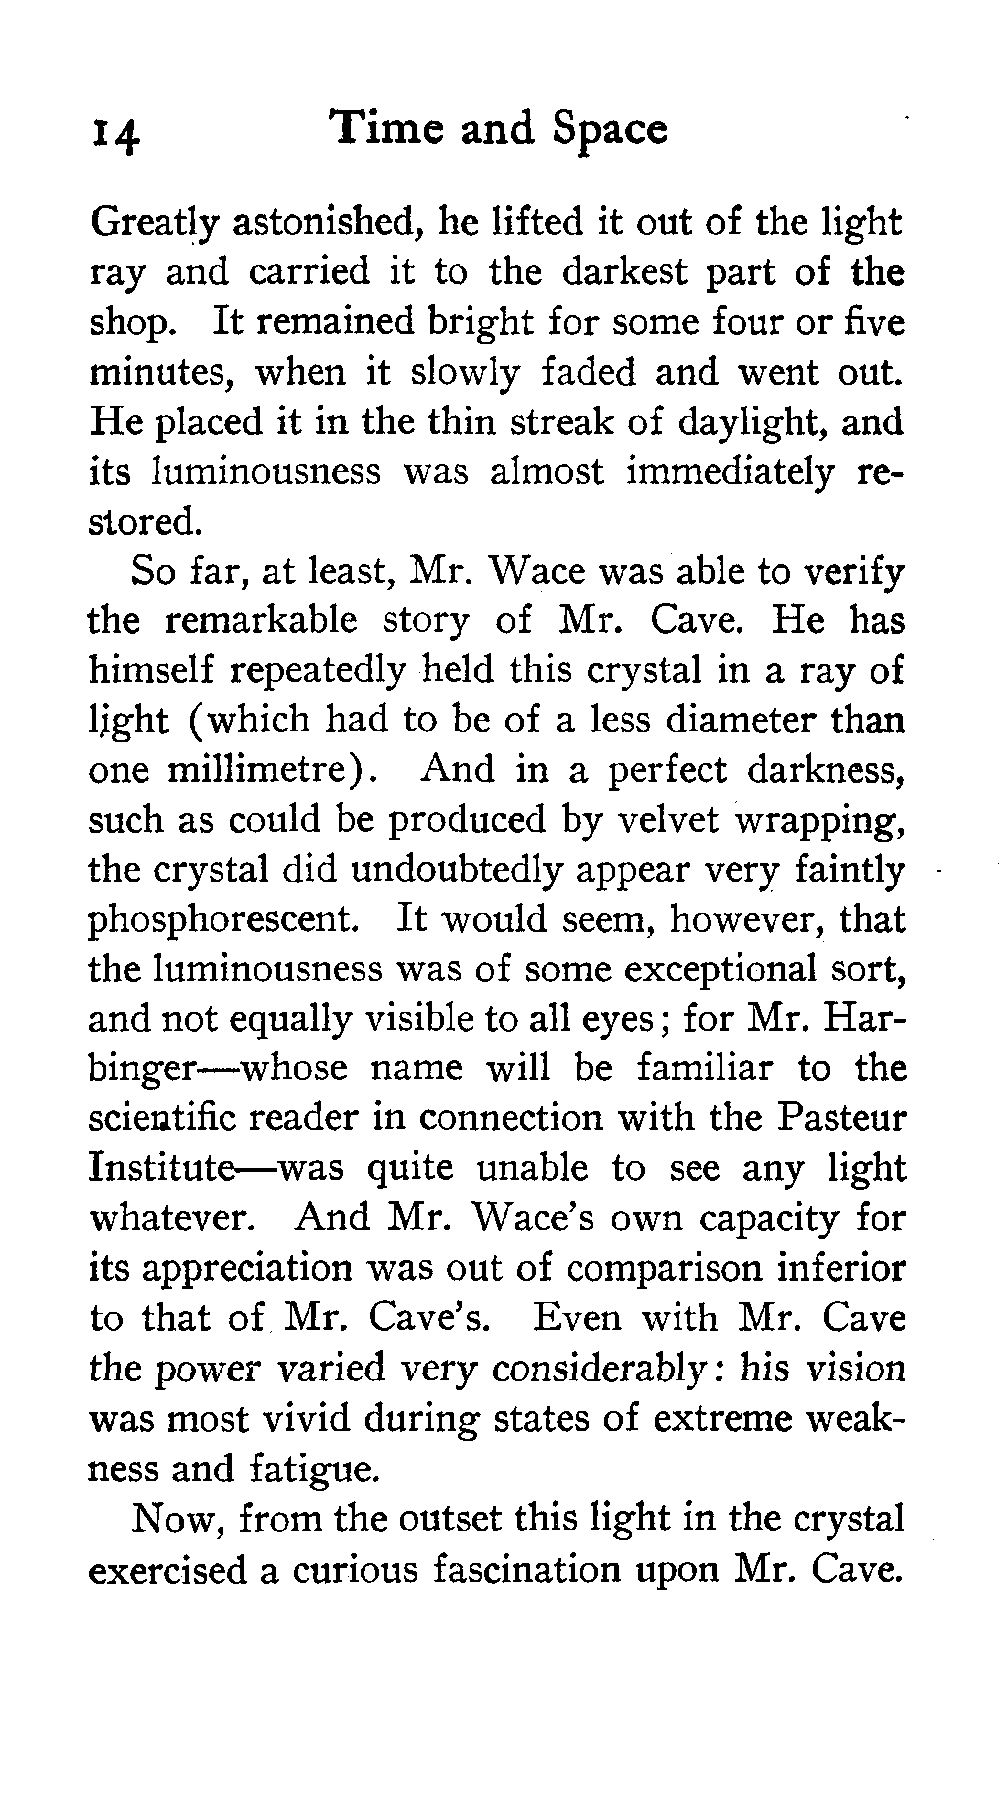 14 Time and Space
Greatly astonished, he lifted it out of the light
ray and carried it to the darkest part of the
shop. It remained bright for some four or five
minutes, when it slowly faded and went out.
He placed it in the thin streak of daylight, and
its luminousness was almost immediately re-
stored.
So far, at least, Mr. Wace was able to verify
the remarkable story of Mr. Cave. He has
himself repeatedly held this crystal in a ray of
light (which had to be of a less diameter than
one millimetre). And in a perfect darkness,
such as could be produced by velvet wrapping,
the crystal did undoubtedly appear very faintly
phosphorescent. It would seem, however, that
the luminousness was of some exceptional sort,
and not equally visible to all eyes; for Mr. Har-
binger—whose name will be familiar to the
scientific reader in connection with the Pasteur
Institute—was quite unable to see any light
whatever. And Mr. Wace's own capacity for
its appreciation was out of comparison inferior
to that of Mr. Cave's. Even with Mr. Cave
the power varied very considerably: his vision
was most vivid during states of extreme weak-
ness and fatigue.
Now, from the outset this light in the crystal
exercised a curious fascination upon Mr. Cave.